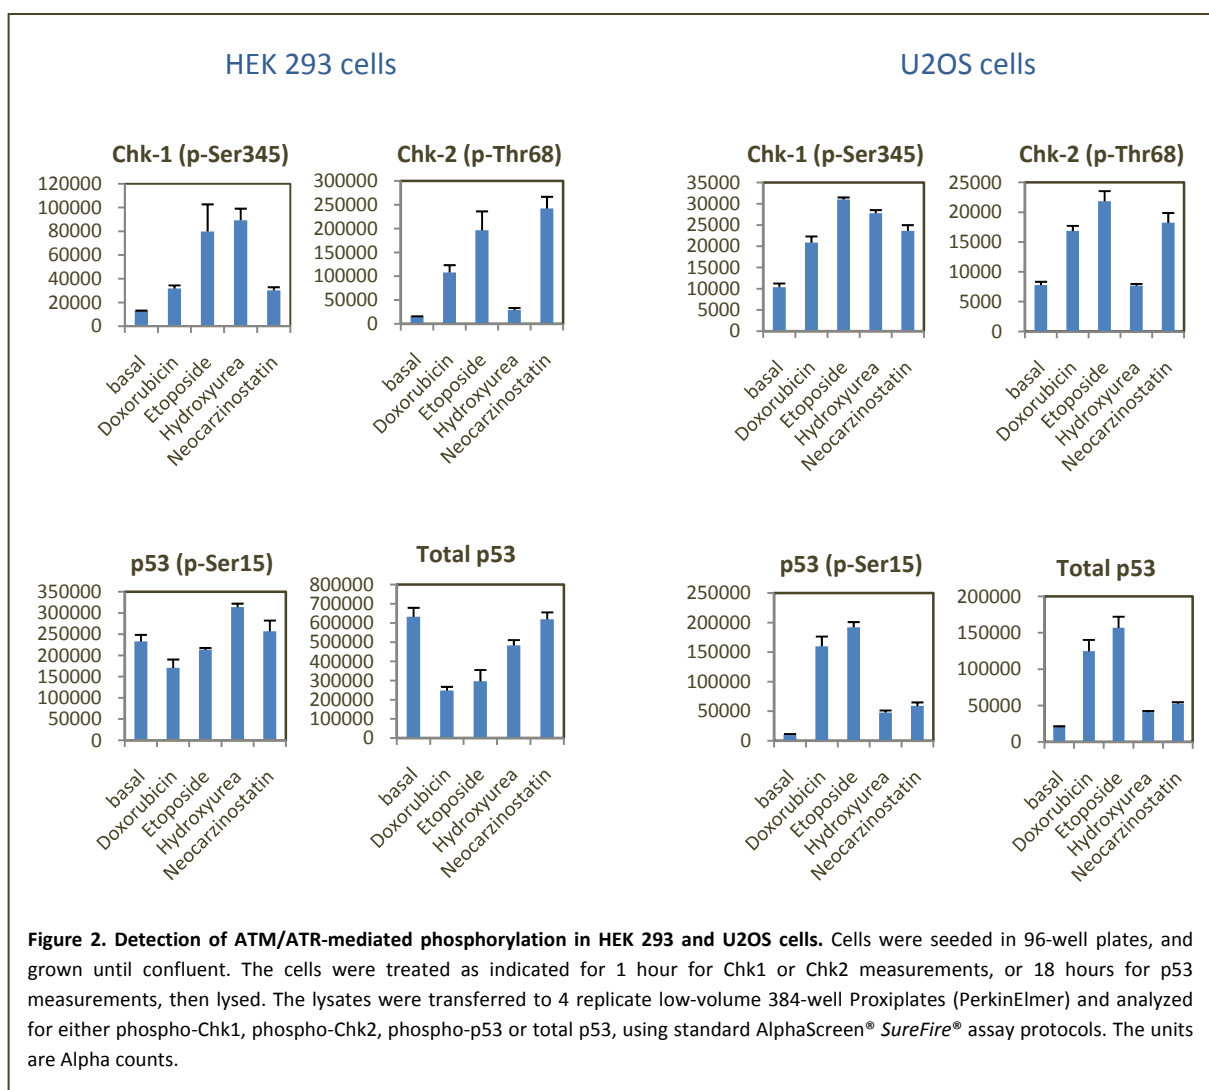 HEK 293 cells
U2OS cells
Chk-1 (p-Ser345)
120000
100000
80000
60000
40000
20000
0
basal
Doxorubicin
Etoposide
Hydroxyurea
Neocarzinostatin
Chk-2 (p-Thr68)
300000
250000
200000
150000
100000
50000
0
basal
Doxorubicin
Etoposide
Hydroxyurea
Neocarzinostatin
Chk-1 (p-Ser345)
35000
30000
25000
20000
15000
10000
5000
0
basal
Doxorubicin
Etoposide
Hydroxyurea
Neocarzinostatin
Chk-2 (p-Thr68)
25000
20000
15000
10000
5000
0
basal
Doxorubicin
Etoposide
Hydroxyurea
Neocarzinostatin
p53 (p-Ser15)
350000
300000
250000
200000
150000
100000
50000
0
basal
Doxorubicin
Etoposide
Hydroxyurea
Neocarzinostatin
Total p53
800000
700000
600000
500000
400000
300000
200000
100000
0
basal
Doxorubicin
Etoposide
Hydroxyurea
Neocarzinostatin
p53 (p-Ser15)
250000
200000
150000
100000
50000
0
basal
Doxorubicin
Etoposide
Hydroxyurea
Neocarzinostatin
Total p53
200000
150000
100000
50000
0
basal
Doxorubicin
Etoposide
Hydroxyurea
Neocarzinostatin
Figure 2. Detection of ATM/ATR-mediated phosphorylation in HEK 293 and U2OS cells. Cells were seeded in 96-well plates, and
grown until confluent. The cells were treated as indicated for 1 hour for Chk1 or Chk2 measurements, or 18 hours for p53
measurements, then lysed. The lysates were transferred to 4 replicate low-volume 384-well Proxiplates (PerkinElmer) and analyzed
for either phospho-Chk1, phospho-Chk2, phospho-p53 or total p53, using standard AlphaScreen® SureFire® assay protocols. The units
are Alpha counts.